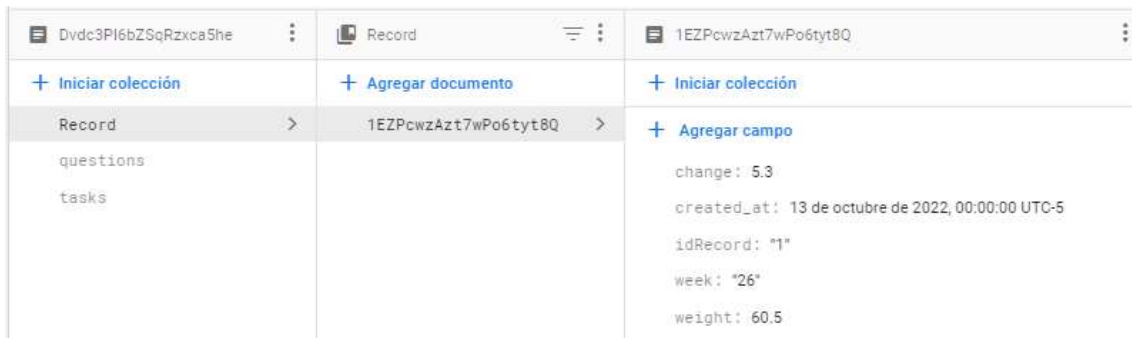 Dvdc3PI6bZSqRzxca5he
+ Iniciar colección
Record >
questions
tasks
Record
+ Agregar documento
1EZPcwzAzt7wPo6tyt8Q >
1EZPcwzAzt7wPo6tyt8Q
+ Iniciar colección
+ Agregar campo
change: 5.3
created_at: 13 de octubre de 2022, 00:00:00 UTC-5
idRecord: "1"
week: "26"
weight: 60.5